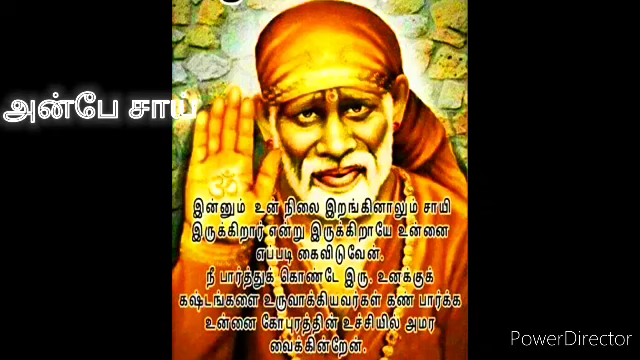 அன்பே சாய்
இன்னும் உன் நிலை இறங்கினாலும் சாயி
இருக்கிறார் என்று இருக்கிறாயே உன்னை
எப்படி கைவிடுவேன்.
நீ பார்த்துக் கொண்டே இரு. உனக்குக்
கஷ்டங்களை உருவாக்கியவர்கள் கண் பார்க்க
உன்னை கோபுரத்தின் உச்சியில் அமர
வைக்கின்றேன்.
PowerDirector